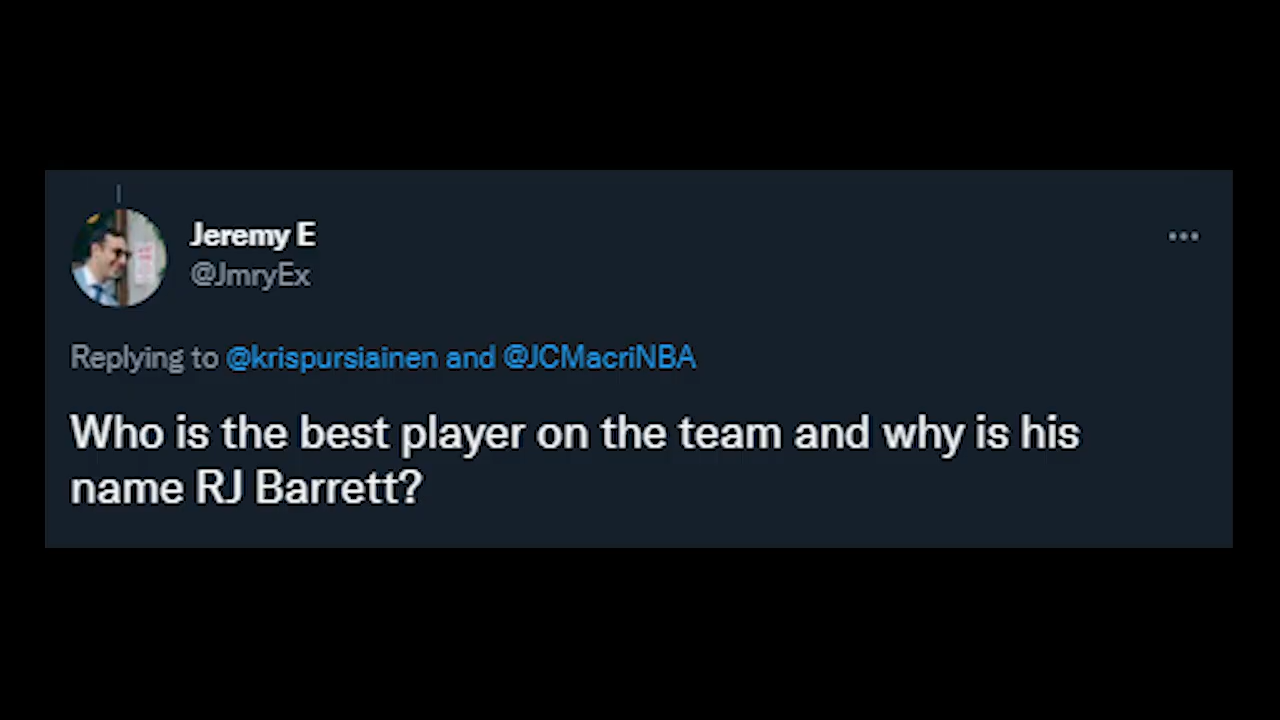 Jeremy E
@JmryEx
Replying to @krispursiainen and @JCMacriNBA
Who is the best player on the team and why is his
name RJ Barrett?